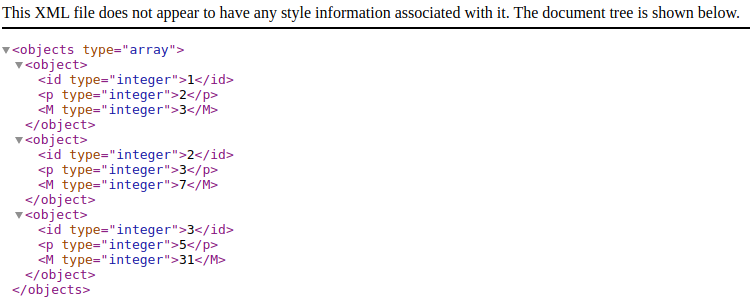 This XML file does not appear to have any style information associated with it. The document tree is shown below.
<objects type="array">
<object>
<id type="integer">1</id>
<p type="integer">2</p>
<M type="integer">3</M>
</object>
<object>
<id type="integer">2</id>
<p type="integer">3</p>
<M type="integer">7</M>
</object>
<object>
<id type="integer">3</id>
<p type="integer">5</p>
<M type="integer">31</M>
</object>
</objects>